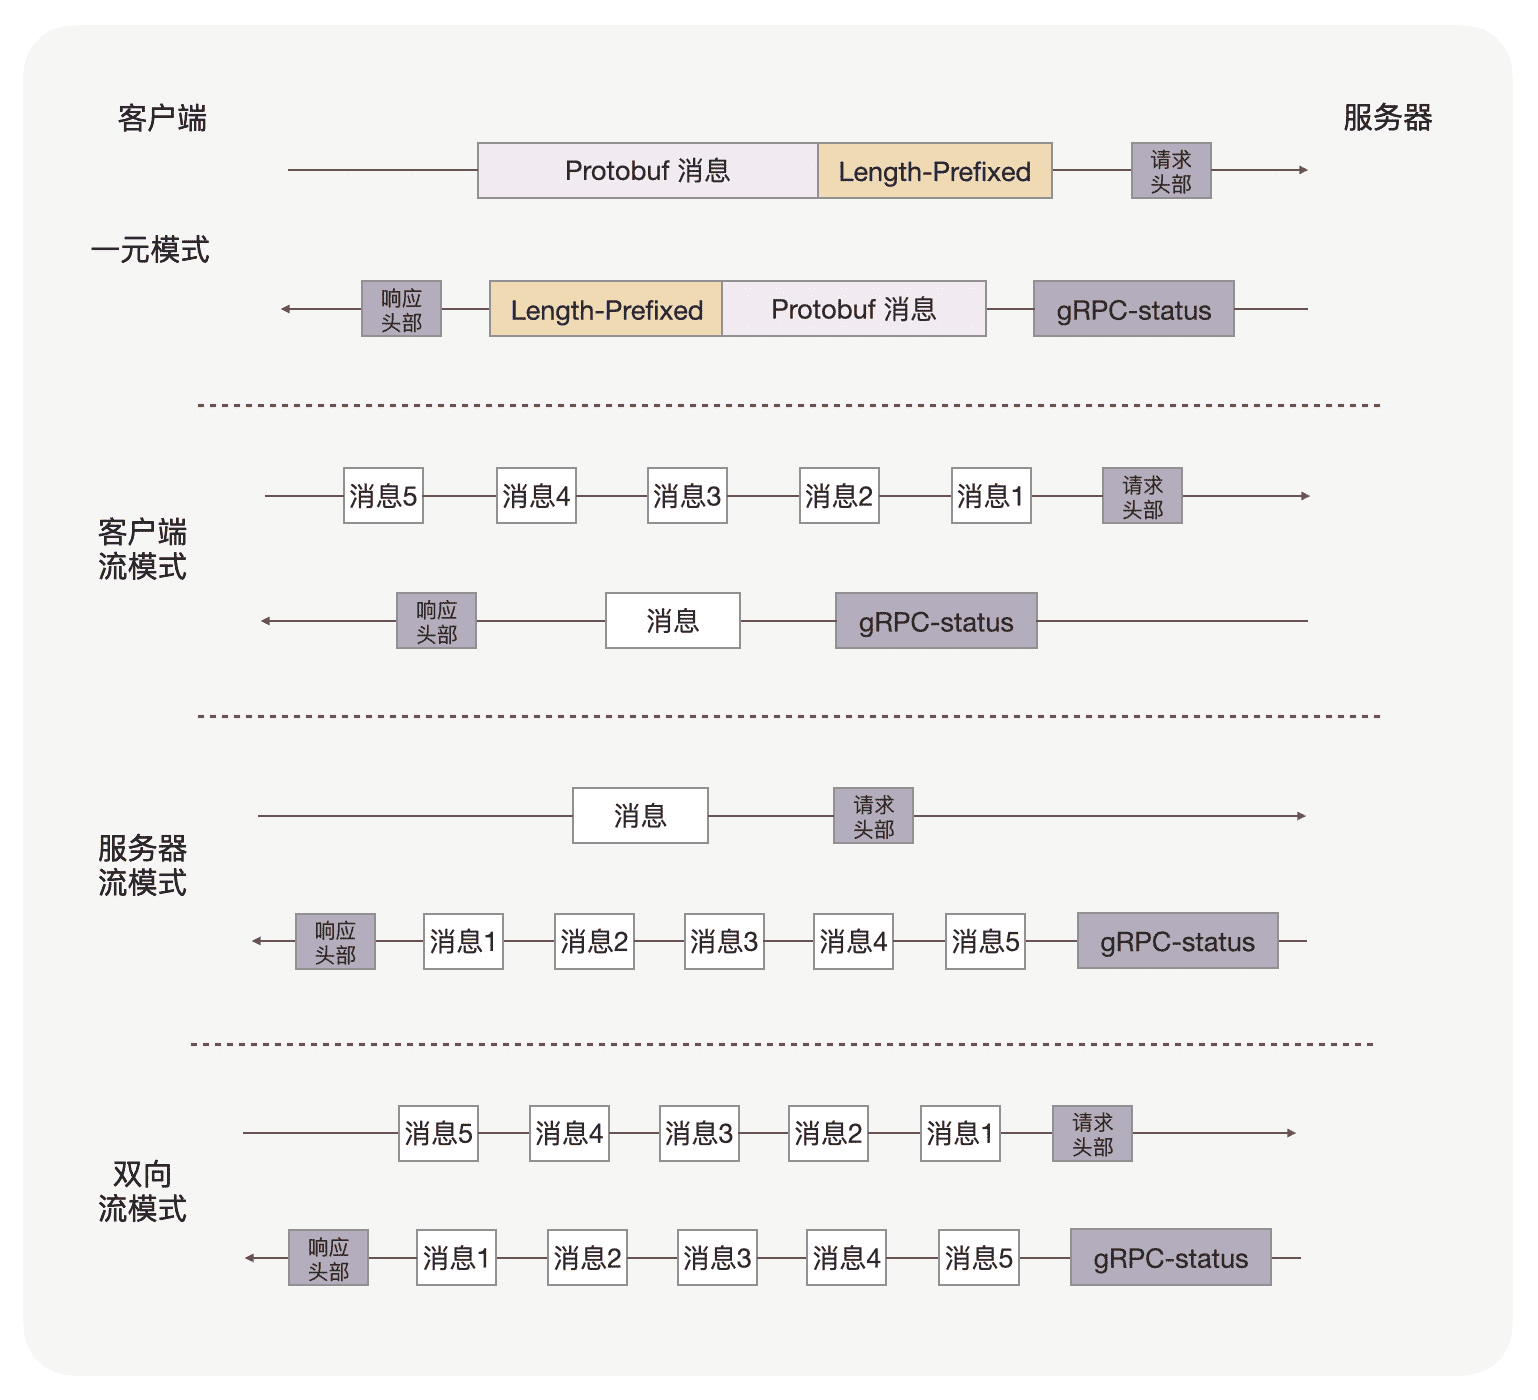 客户端
服务器
Protobuf 消息
Length-Prefixed
请求
头部
一元模式
响应
头部
Length-Prefixed
Protobuf 消息
gRPC-status
消息5
消息4
消息3
消息2
消息1
请求
头部
客户端
流模式
响应
头部
消息
gRPC-status
消息
请求
头部
服务器
流模式
响应
头部
消息1
消息2
消息3
消息4
消息5
gRPC-status
消息5
消息4
消息3
消息2
消息1
请求
头部
双向
流模式
响应
头部
消息1
消息2
消息3
消息4
消息5
gRPC-status